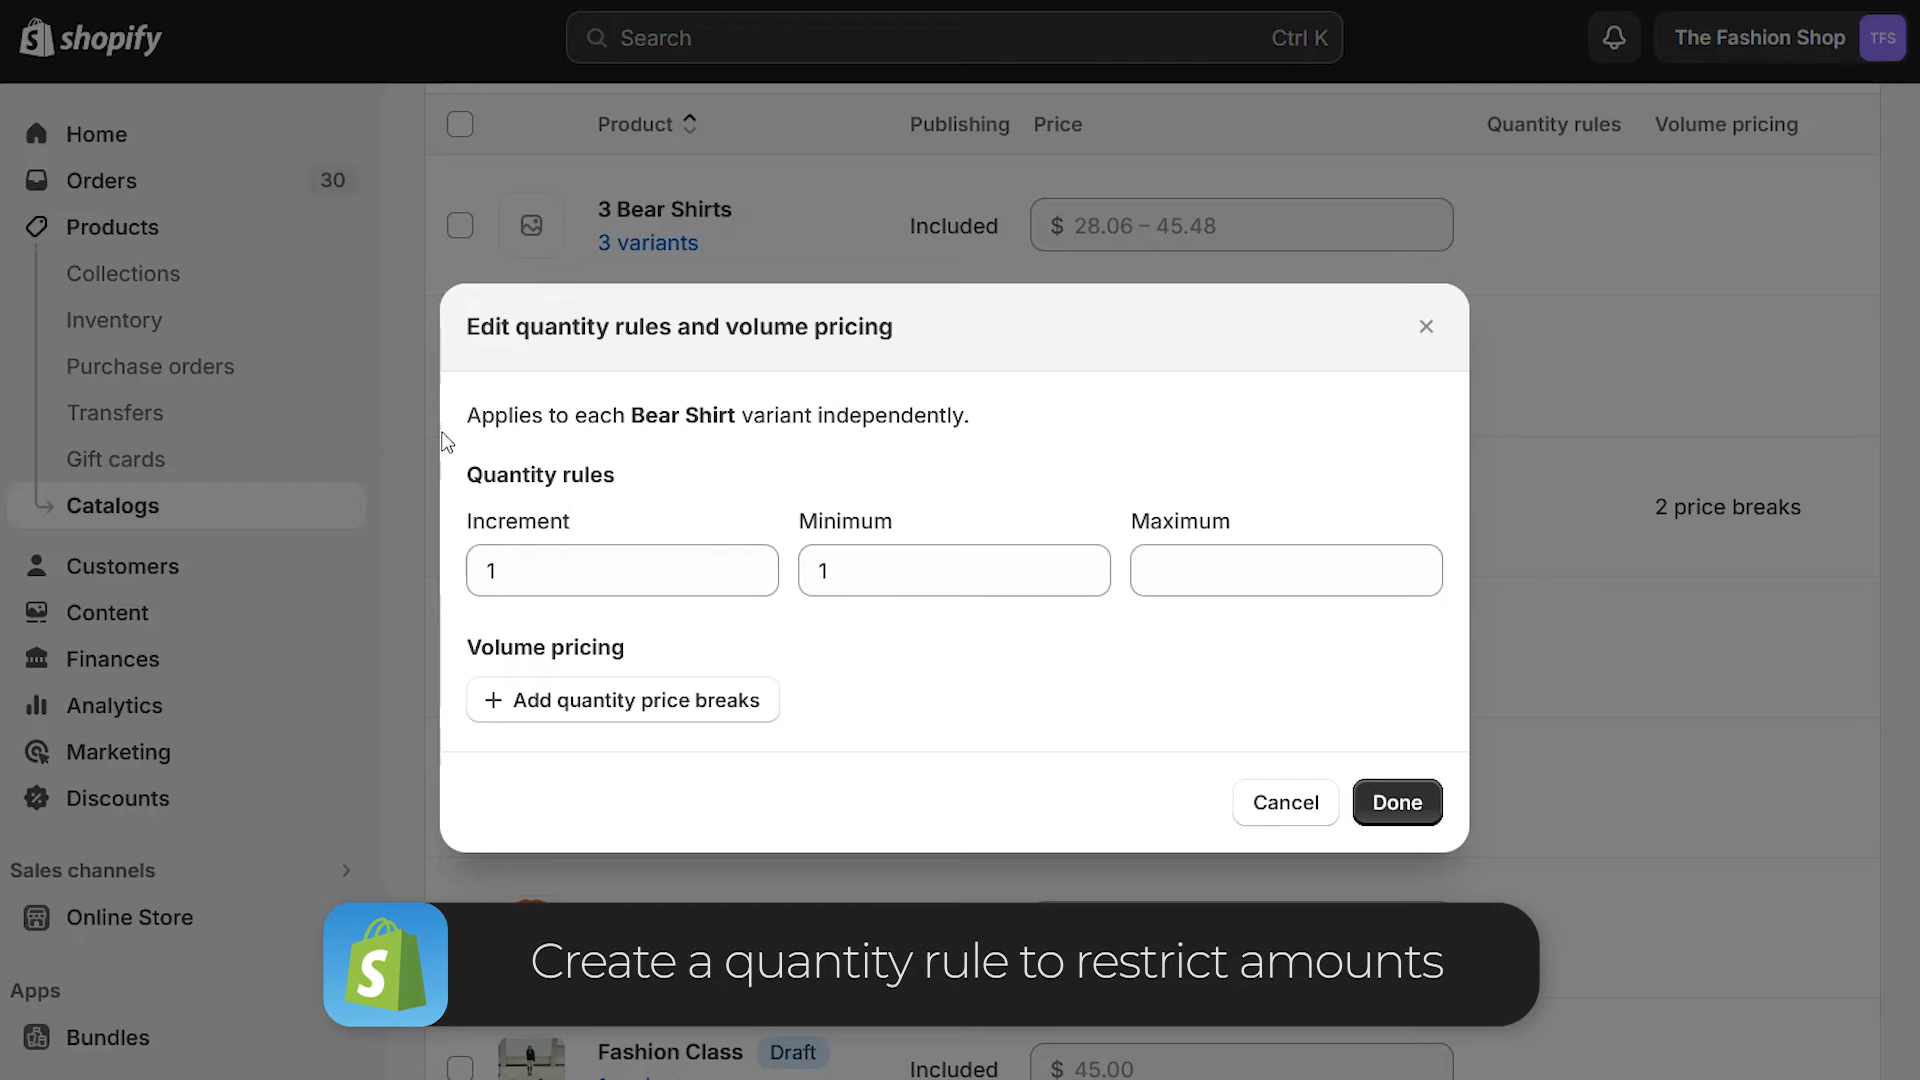 shopify
Search
Ctrl K
The Fashion Shop
TFS
Home
Orders
30
Products
Collections
Inventory
Purchase orders
Transfers
Gift cards
Catalogs
Customers
Content
Finances
Analytics
Marketing
Discounts
Sales channels
Online Store
Apps
Bundles
Product
Publishing
Price
Quantity rules
Volume pricing
3 Bear Shirts
3 variants
Included
$ 28.06 – 45.48
2 price breaks
Edit quantity rules and volume pricing
Applies to each Bear Shirt variant independently.
Quantity rules
Increment
Minimum
Maximum
1
1
Volume pricing
Add quantity price breaks
Cancel
Done
Create a quantity rule to restrict amounts
Fashion Class
Draft
Included
$ 45.00